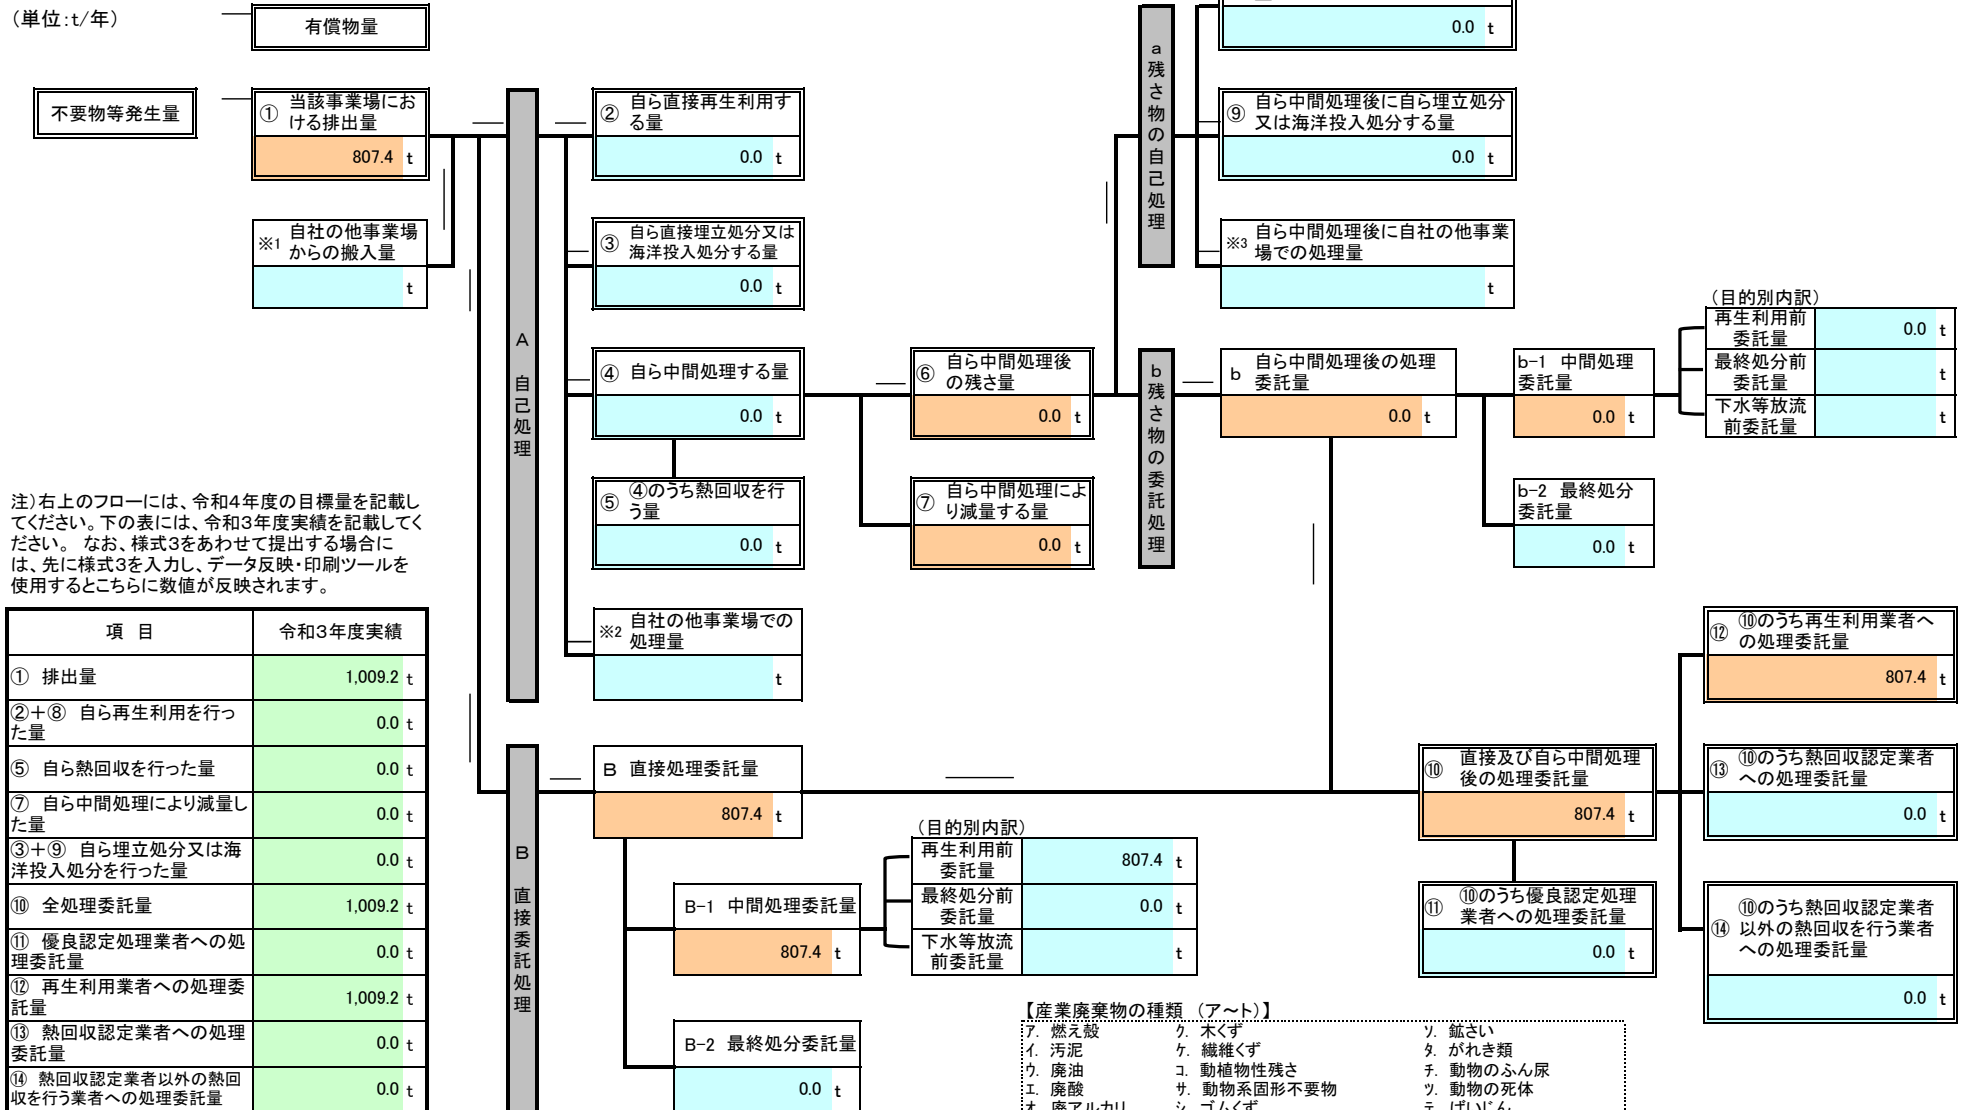 （単位:t/年）
有償物量
0.0 t
不要物等発生量
① 当該事業場にお
ける排出量
807.4 t
※1 自社の他事業場
からの搬入量
t
A 自己処理
② 自ら直接再生利用す
る量
0.0 t
③ 自ら直接埋立処分又は
海洋投入処分する量
0.0 t
④ 自ら中間処理する量
0.0 t
⑤ ④のうち熱回収を行
う量
0.0 t
※2 自社の他事業場での
処理量
t
⑥ 自ら中間処理後
の残さ量
0.0 t
⑦ 自ら中間処理によ
り減量する量
0.0 t
a 残さ物の自己処理
⑨ 自ら中間処理後に自ら埋立処分
又は海洋投入処分する量
0.0 t
※3 自ら中間処理後に自社の他事業
場での処理量
t
b 残さ物の委託処理
b 自ら中間処理後の処理
委託量
0.0 t
b-1 中間処理
委託量
0.0 t
b-2 最終処分
委託量
0.0 t
（目的別内訳）
再生利用前
委託量
0.0 t
最終処分前
委託量
t
下水等放流
前委託量
t
注）右上のフローには、令和４年度の目標量を記載し
てください。下の表には、令和３年度実績を記載してく
ださい。 なお、様式３をあわせて提出する場合に
は、先に様式３を入力し、データ反映・印刷ツールを
使用するとこちらに数値が反映されます。
項 目 令和３年度実績
① 排出量 1,009.2 t
②＋⑧ 自ら再生利用を行っ
た量 0.0 t
⑤ 自ら熱回収を行った量 0.0 t
⑦ 自ら中間処理により減量し
た量 0.0 t
③＋⑨ 自ら埋立処分又は海
洋投入処分を行った量 0.0 t
⑩ 全処理委託量 1,009.2 t
⑪ 優良認定処理業者への処
理委託量 0.0 t
⑫ 再生利用業者への処理委
託量 1,009.2 t
⑬ 熱回収認定業者への処理
委託量 0.0 t
⑭ 熱回収認定業者以外の熱回
収を行う業者への処理委託量 0.0 t
B 直接委託処理
B 直接処理委託量
807.4 t
B-1 中間処理委託量
807.4 t
B-2 最終処分委託量
0.0 t
（目的別内訳）
再生利用前
委託量
807.4 t
最終処分前
委託量
0.0 t
下水等放流
前委託量
t
⑩ 直接及び自ら中間処理
後の処理委託量
807.4 t
⑪ ⑩のうち優良認定処理
業者への処理委託量
0.0 t
⑫ ⑩のうち再生利用業者へ
の処理委託量
807.4 t
⑬ ⑩のうち熱回収認定業者
への処理委託量
0.0 t
⑭ ⑩のうち熱回収認定業者
以外の熱回収を行う業者
への処理委託量
0.0 t
【産業廃棄物の種類 （ア～ト）】
ｱ. 燃え殻 ｸ. 木くず ｿ. 鉱さい
ｲ. 汚泥 ｹ. 繊維くず ﾀ. がれき類
ｳ. 廃油 ｺ. 動植物性残さ ﾁ. 動物のふん尿
ｴ. 廃酸 ｻ. 動物系固形不要物 ﾂ. 動物の死体
ｵ. 廃アルカリ ｼ. ゴムくず ﾃ. ばいじん